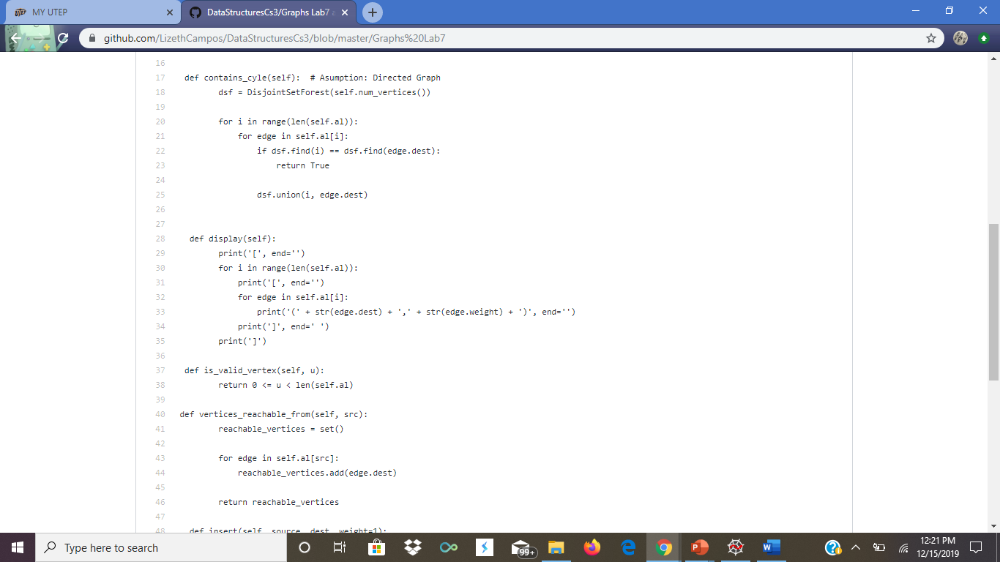 MY UTEP
DataStructuresCs3/Graphs Lab7
github.com/LizethCampos/DataStructuresCs3/blob/master/Graphs%20Lab7
16
17 def contains_cyle(self):  # Asumption: Directed Graph
18 dsf = DisjointSetForest(self.num_vertices())
19
20 for i in range(len(self.al)):
21 for edge in self.al[i]:
22 if dsf.find(i) == dsf.find(edge.dest):
23 return True
24
25 dsf.union(i, edge.dest)
26
27
28 def display(self):
29 print('[', end='')
30 for i in range(len(self.al)):
31 print('[', end='')
32 for edge in self.al[i]:
33 print('(' + str(edge.dest) + ',' + str(edge.weight) + ')', end='')
34 print(']', end=' ')
35 print(']')
36
37 def is_valid_vertex(self, u):
38 return 0 <= u < len(self.al)
39
40 def vertices_reachable_from(self, src):
41 reachable_vertices = set()
42
43 for edge in self.al[src]:
44 reachable_vertices.add(edge.dest)
45
46 return reachable_vertices
47
48 def insert(self, source, dest, weight=1):
Type here to search
99+
12:21 PM
12/15/2019